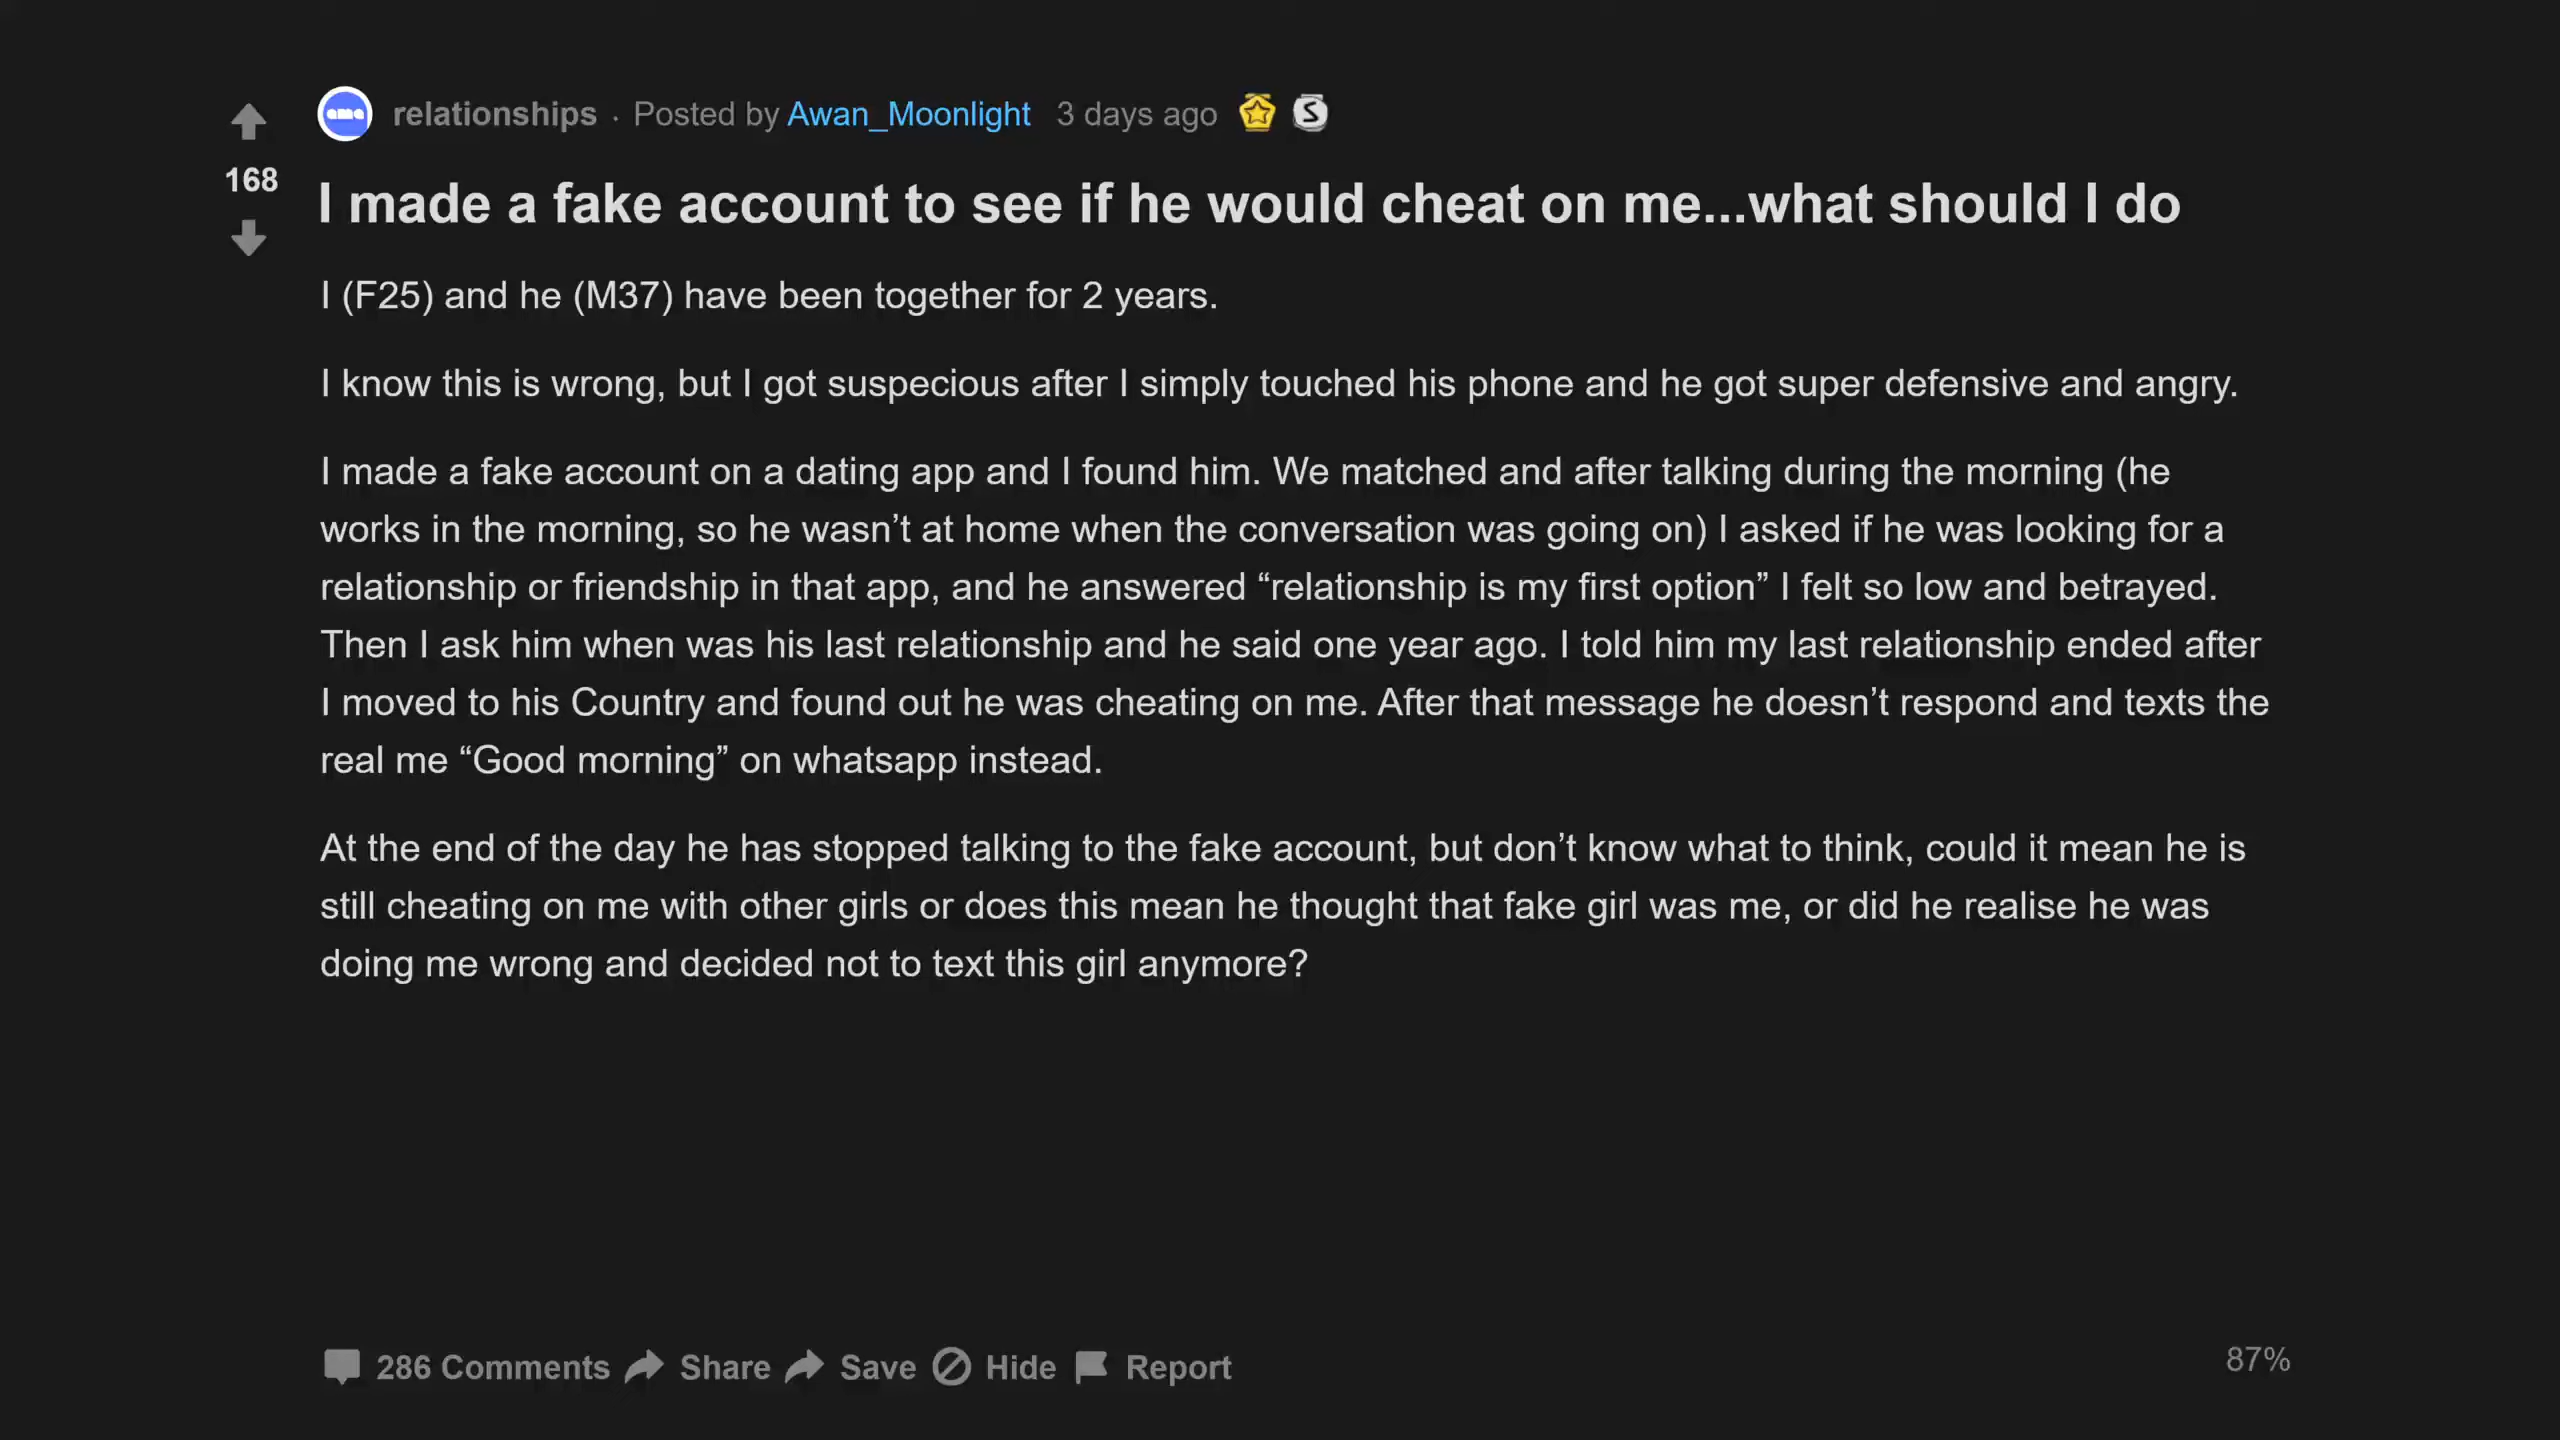 relationships · Posted by Awan_Moonlight 3 days ago
168
I made a fake account to see if he would cheat on me...what should I do
I (F25) and he (M37) have been together for 2 years.
I know this is wrong, but I got suspecious after I simply touched his phone and he got super defensive and angry.
I made a fake account on a dating app and I found him. We matched and after talking during the morning (he
works in the morning, so he wasn’t at home when the conversation was going on) I asked if he was looking for a
relationship or friendship in that app, and he answered “relationship is my first option” I felt so low and betrayed.
Then I ask him when was his last relationship and he said one year ago. I told him my last relationship ended after
I moved to his Country and found out he was cheating on me. After that message he doesn’t respond and texts the
real me “Good morning” on whatsapp instead.
At the end of the day he has stopped talking to the fake account, but don’t know what to think, could it mean he is
still cheating on me with other girls or does this mean he thought that fake girl was me, or did he realise he was
doing me wrong and decided not to text this girl anymore?
286 Comments Share Save Hide Report
87%